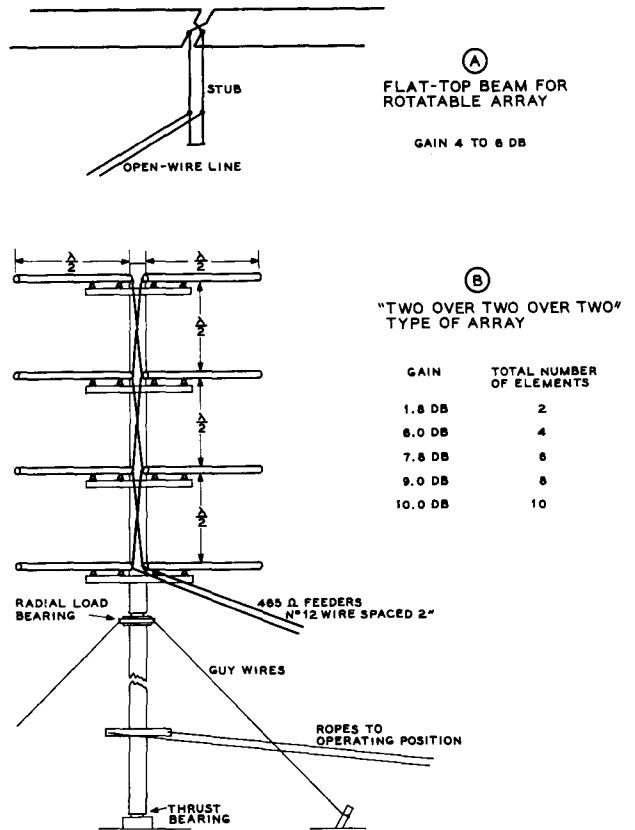 STUB
OPEN-WIRE LINE
A
FLAT-TOP BEAM FOR
ROTATABLE ARRAY
GAIN 4 TO 6 DB
λ/2
λ/2
λ/2
λ/2
λ/2
B
"TWO OVER TWO OVER TWO"
TYPE OF ARRAY
GAIN TOTAL NUMBER
OF ELEMENTS
1.8 DB 2
6.0 DB 4
7.8 DB 6
9.0 DB 8
10.0 DB 10
465 Ω FEEDERS
Nº 12 WIRE SPACED 2"
RADIAL LOAD
BEARING
GUY WIRES
ROPES TO
OPERATING POSITION
THRUST
BEARING